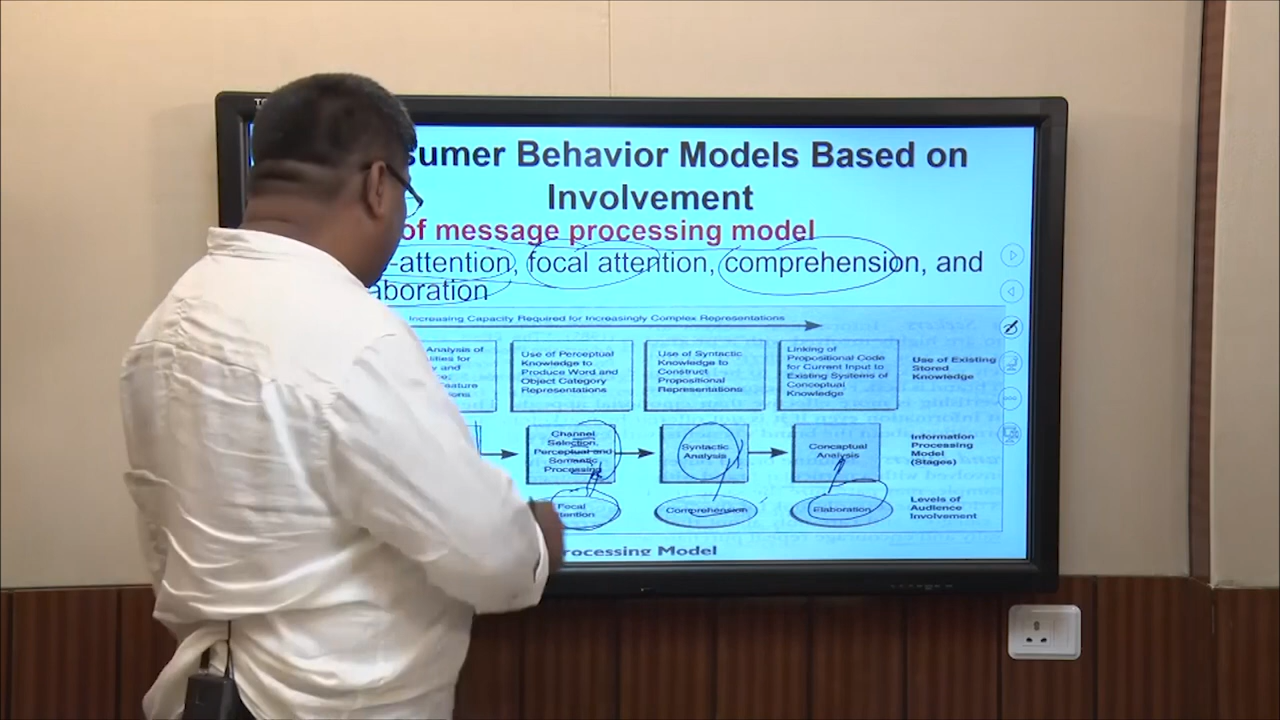 sumer Behavior Models Based on
Involvement
of message processing model
-attention, focal attention, comprehension, and
aboration
Increasing Capacity Required for Increasingly Complex Representations
Analysis of
for
and
Use of Perceptual
Knowledge to
Produce Word and
Object Category
Representations
Use of Syntactic
Knowledge to
Construct
Propositional
Representations
Linking of
Propositional Code
for Current Input to
Existing Systems of
Conceptual
Knowledge
Use of Existing
Stored
Knowledge
Channel
Selection,
Perceptual and
Semantic
Processing
Syntactic
Analysis
Conceptual
Analysis
Information
Processing
Model
(Stages)
Focal
tention
Comprehension
Elaboration
Levels of
Audience
Involvement
rocessing Model